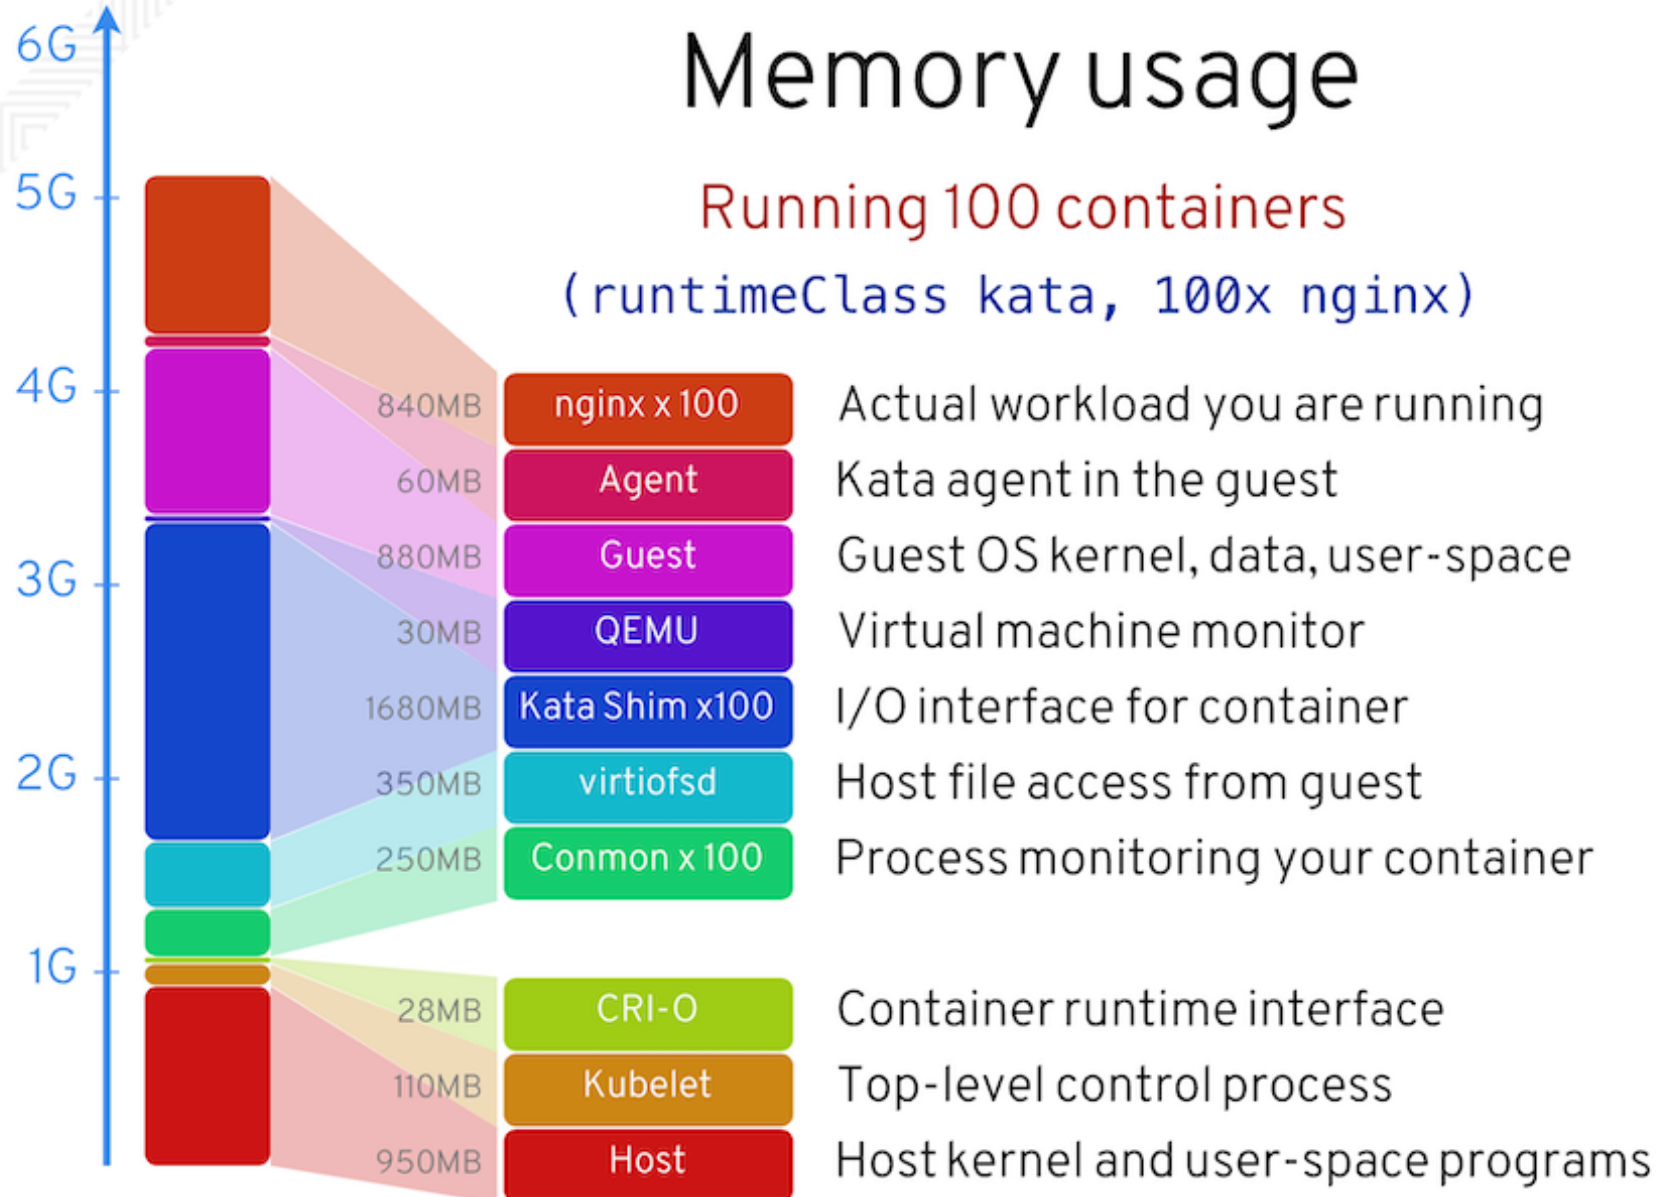 Memory usage
Running 100 containers
(runtimeClass kata, 100x nginx)
6G
5G
4G
3G
2G
1G
840MB nginx x 100 Actual workload you are running
60MB Agent Kata agent in the guest
880MB Guest Guest OS kernel, data, user-space
30MB QEMU Virtual machine monitor
1680MB Kata Shim x100 I/O interface for container
350MB virtiofsd Host file access from guest
250MB Conmon x 100 Process monitoring your container
28MB CRI-O Container runtime interface
110MB Kubelet Top-level control process
950MB Host Host kernel and user-space programs